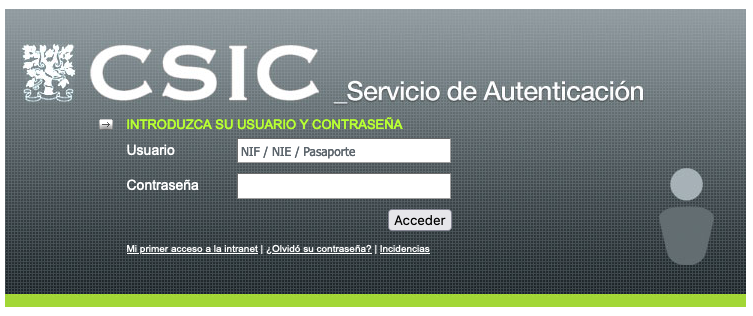 CSIC _Servicio de Autenticación
INTRODUZCA SU USUARIO Y CONTRASEÑA
Usuario NIF / NIE / Pasaporte
Contraseña
Acceder
Mi primer acceso a la intranet | ¿Olvidó su contraseña? | Incidencias